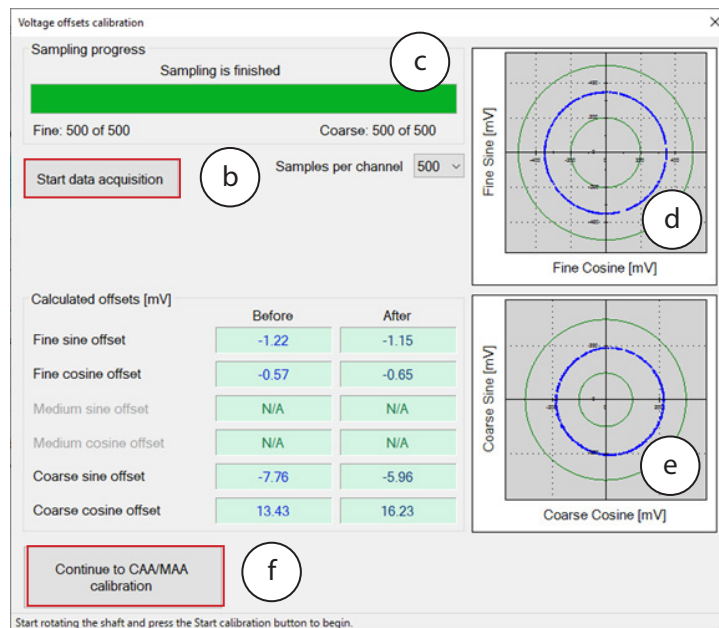 Voltage offsets calibration
Sampling progress
c
Sampling is finished
Fine: 500 of 500 Coarse: 500 of 500
Start data acquisition
b
Samples per channel 500
Fine Sine [mV]
d
Fine Cosine [mV]
Calculated offsets [mV]
Before After
Fine sine offset -1.22 -1.15
Fine cosine offset -0.57 -0.65
Medium sine offset N/A N/A
Medium cosine offset N/A N/A
Coarse sine offset -7.76 -5.96
Coarse cosine offset 13.43 16.23
Coarse Sine [mV]
e
Coarse Cosine [mV]
Continue to CAA/MAA
calibration
f
Start rotating the shaft and press the Start calibration button to begin.